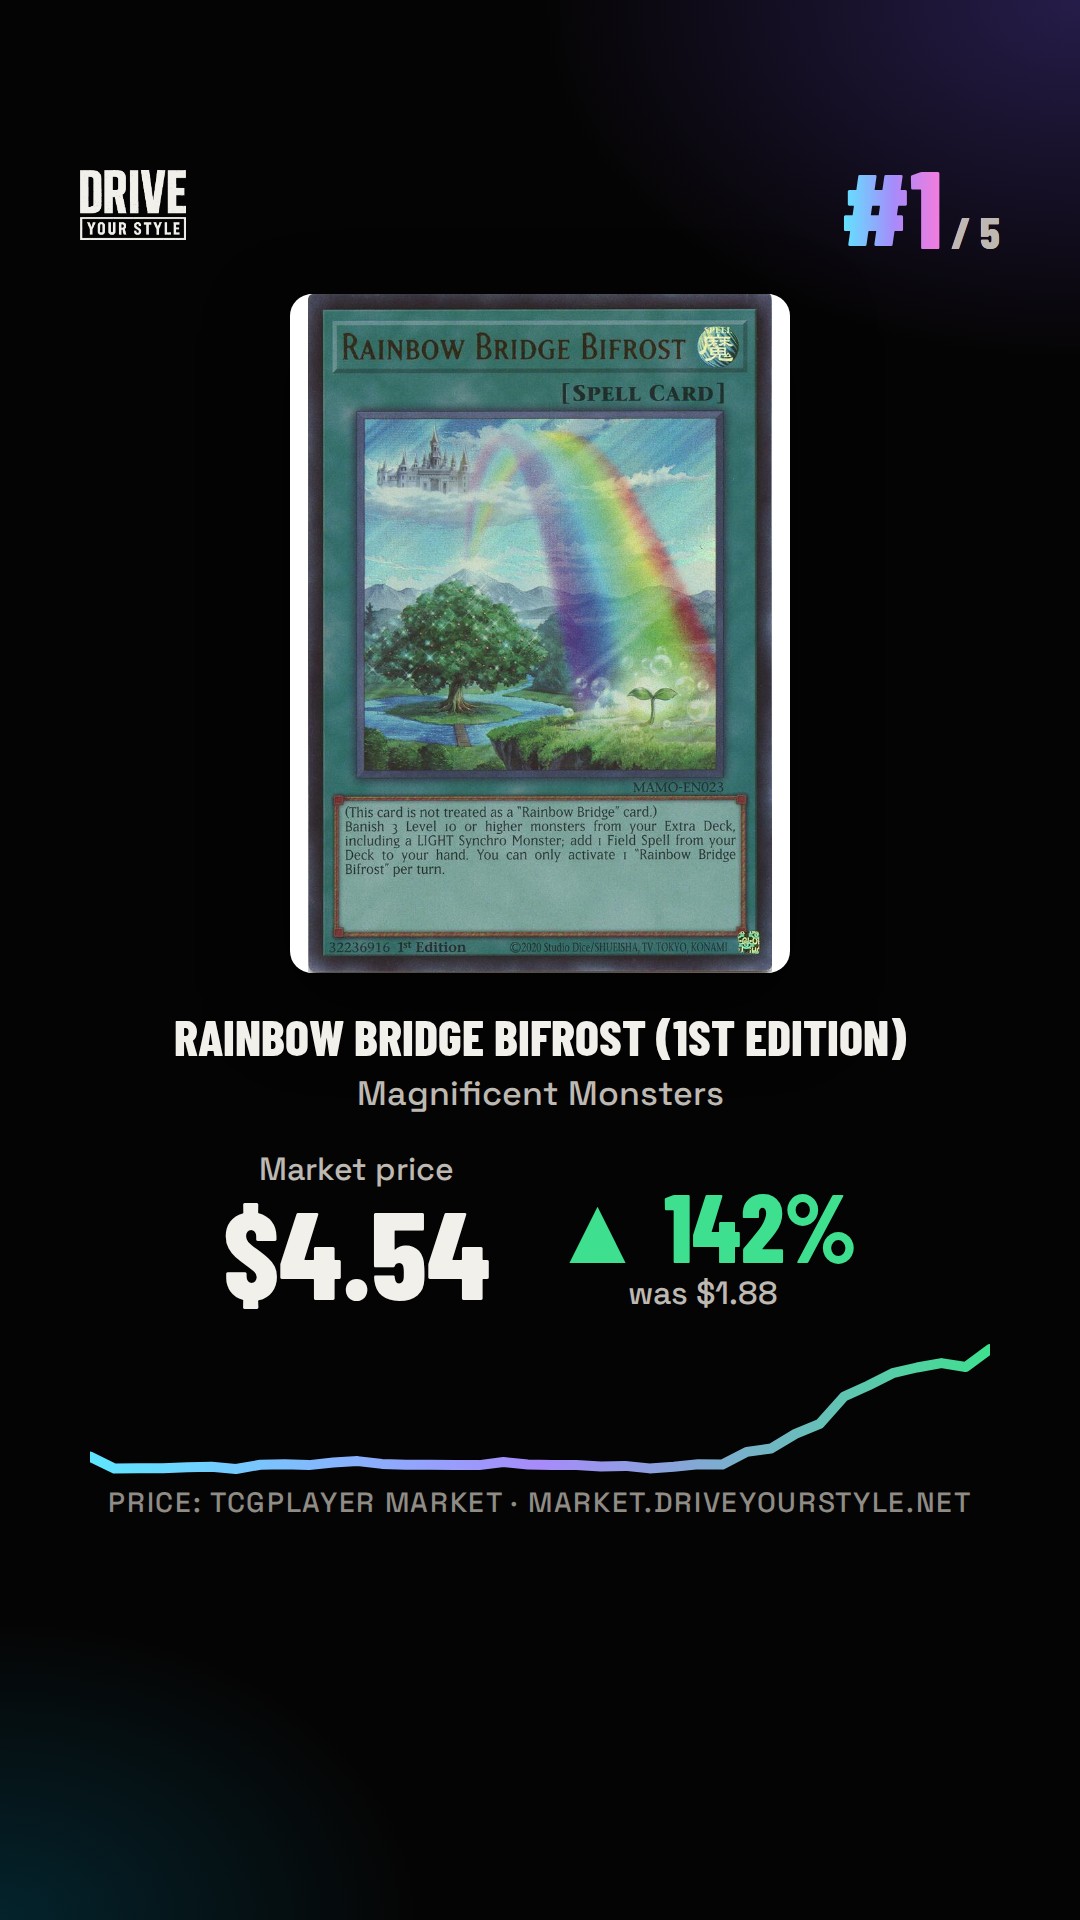 DRIVE
YOUR STYLE
#1 / 5
RAINBOW BRIDGE BIFROST
SPELL
魔
[SPELL CARD]
MAMO-EN023
(This card is not treated as a "Rainbow Bridge" card.)
Banish 3 Level 10 or higher monsters from your Extra Deck,
including a LIGHT Synchro Monster; add 1 Field Spell from your
Deck to your hand. You can only activate 1 "Rainbow Bridge
Bifrost" per turn.
32236916 1st Edition ©2020 Studio Dice/SHUEISHA, TV TOKYO, KONAMI
RAINBOW BRIDGE BIFROST (1ST EDITION)
Magnificent Monsters
Market price
$4.54
▲ 142%
was $1.88
PRICE: TCGPLAYER MARKET · MARKET.DRIVEYOURSTYLE.NET